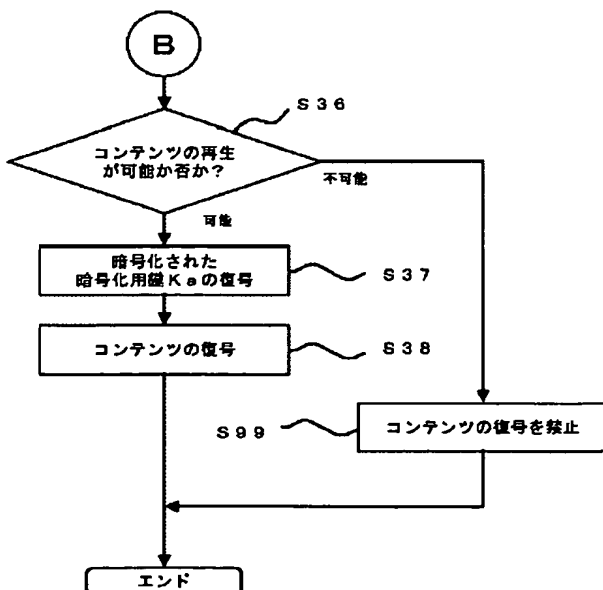 B
S36
コンテンツの再生
が可能か否か?
不可能
可能
暗号化された
暗号化用鍵Kaの復号
S37
コンテンツの復号
S38
S99
コンテンツの復号を禁止
エンド